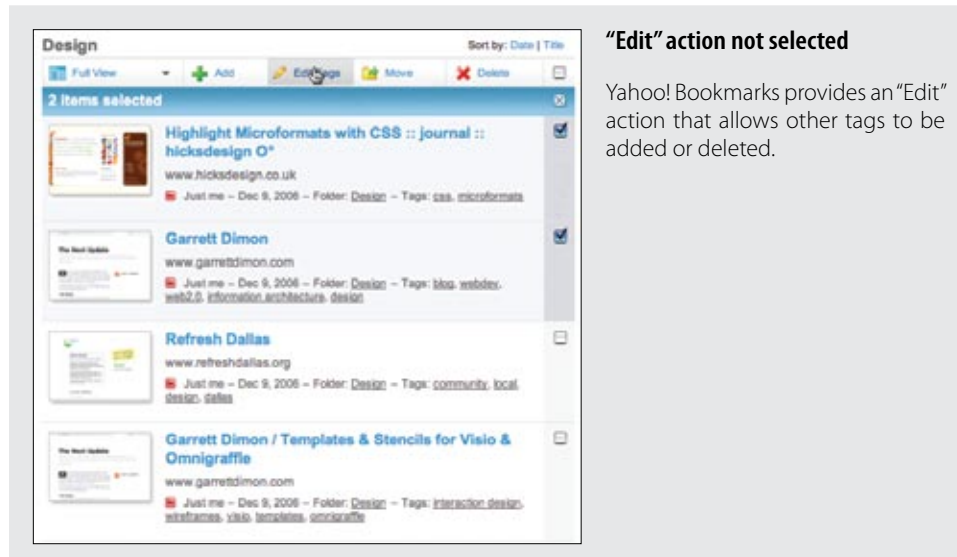 Design
Sort by: Date | Title
Full View Add Edit Tags Move Delete
2 items selected
Highlight Microformats with CSS :: journal ::
hicksdesign O*
www.hicksdesign.co.uk
Just me – Dec 9, 2006 – Folder: Design – Tags: css, microformats
The Next Update
Garrett Dimon
www.garrettdimon.com
Just me – Dec 9, 2006 – Folder: Design – Tags: blog, webdev,
web2.0, information architecture, design
Refresh Dallas
www.refreshdallas.org
Just me – Dec 9, 2006 – Folder: Design – Tags: community, local,
design, dallas
The Next Update
Garrett Dimon / Templates & Stencils for Visio &
Omnigraffle
www.garrettdimon.com
Just me – Dec 9, 2006 – Folder: Design – Tags: interaction design,
wireframes, visio, templates, omnigraffle
“Edit” action not selected
Yahoo! Bookmarks provides an “Edit”
action that allows other tags to be
added or deleted.